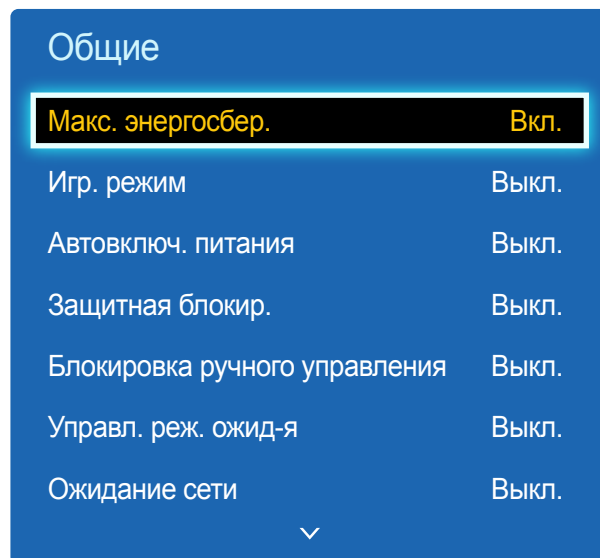 Общие
Макс. энергосбер. Вкл.
Игр. режим Выкл.
Автовключ. питания Выкл.
Защитная блокир. Выкл.
Блокировка ручного управления Выкл.
Управл. реж. ожид-я Выкл.
Ожидание сети Выкл.